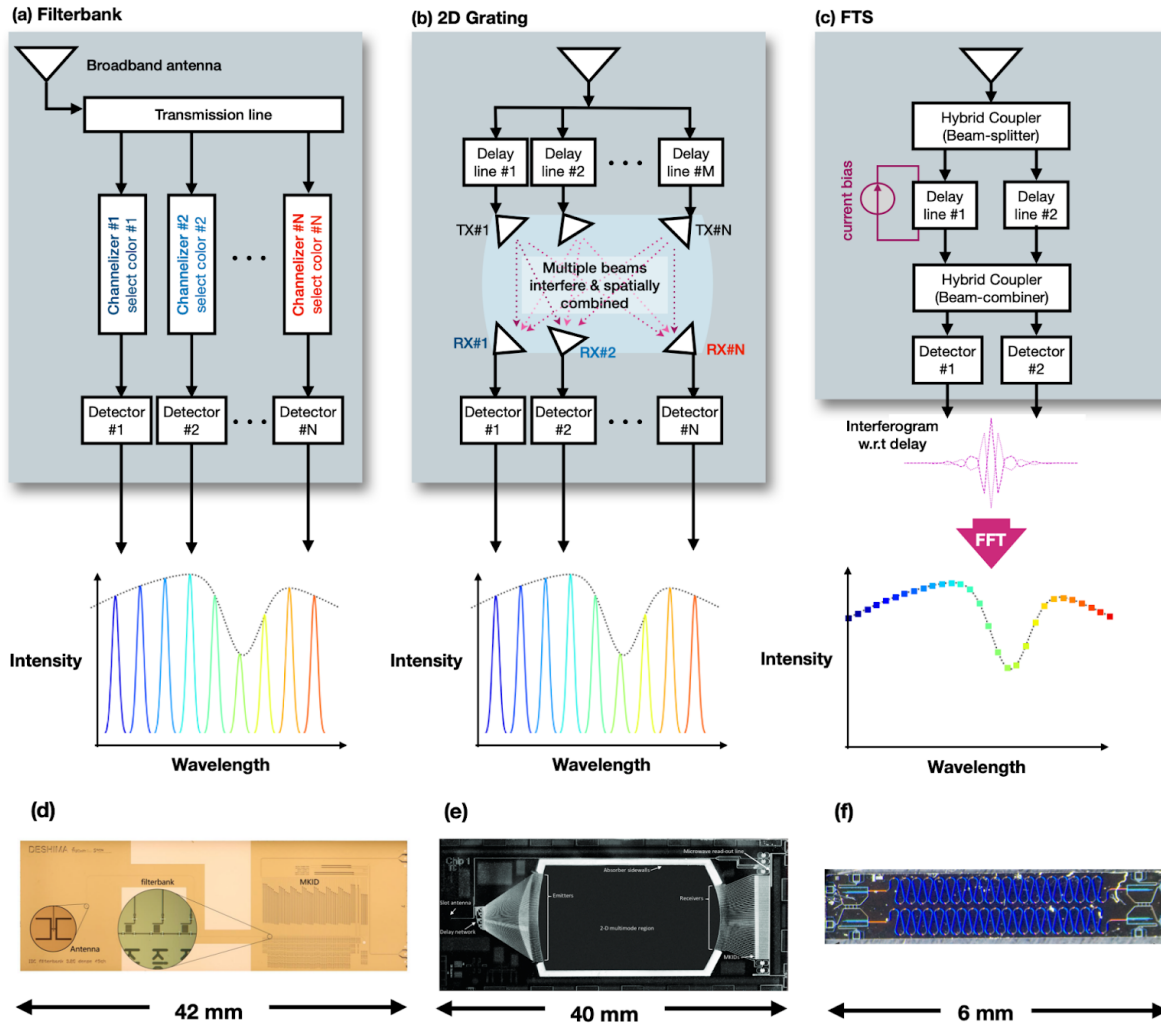 (a) Filterbank
Broadband antenna
Transmission line
Channelizer #1
select color #1
Channelizer #2
select color #2
• • •
Channelizer #N
select color #N
Detector
#1
Detector
#2
• • •
Detector
#N
Intensity
Wavelength
(b) 2D Grating
Delay
line #1
Delay
line #2
• • •
Delay
line #M
TX#1
TX#N
Multiple beams
interfere & spatially
combined
RX#1
RX#2
RX#N
Detector
#1
Detector
#2
• • •
Detector
#N
Intensity
Wavelength
(c) FTS
Hybrid Coupler
(Beam-splitter)
current bias
Delay
line #1
Delay
line #2
Hybrid Coupler
(Beam-combiner)
Detector
#1
Detector
#2
Interferogram
w.r.t delay
FFT
Intensity
Wavelength
(d)
DESHIMA
filterbank
MKID
Antenna
42 mm
(e)
Chip 1
Microwave read-out line
Absorber sidewalls
Slot antenna
Emitters
Receivers
Delay network
2-D multimode region
MKIDs
40 mm
(f)
6 mm